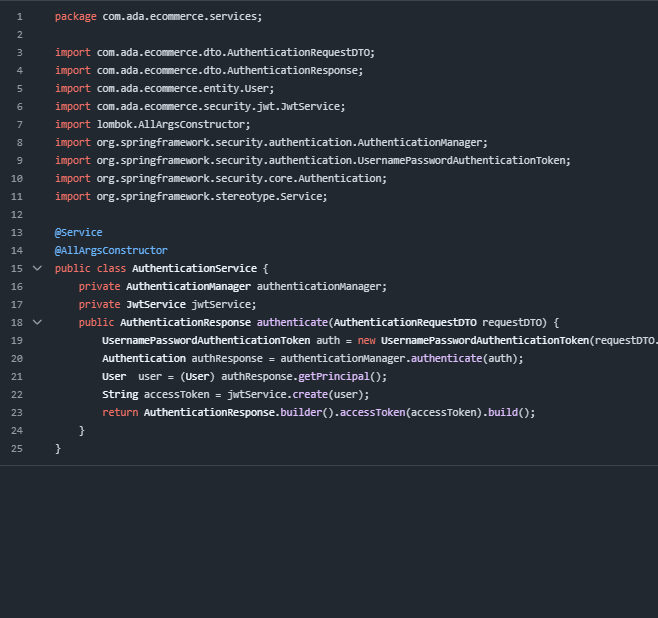 1 package com.ada.ecommerce.services;
2
3 import com.ada.ecommerce.dto.AuthenticationRequestDTO;
4 import com.ada.ecommerce.dto.AuthenticationResponse;
5 import com.ada.ecommerce.entity.User;
6 import com.ada.ecommerce.security.jwt.JwtService;
7 import lombok.AllArgsConstructor;
8 import org.springframework.security.authentication.AuthenticationManager;
9 import org.springframework.security.authentication.UsernamePasswordAuthenticationToken;
10 import org.springframework.security.core.Authentication;
11 import org.springframework.stereotype.Service;
12
13 @Service
14 @AllArgsConstructor
15 public class AuthenticationService {
16 private AuthenticationManager authenticationManager;
17 private JwtService jwtService;
18 public AuthenticationResponse authenticate(AuthenticationRequestDTO requestDTO) {
19 UsernamePasswordAuthenticationToken auth = new UsernamePasswordAuthenticationToken(requestDTO.
20 Authentication authResponse = authenticationManager.authenticate(auth);
21 User  user = (User) authResponse.getPrincipal();
22 String accessToken = jwtService.create(user);
23 return AuthenticationResponse.builder().accessToken(accessToken).build();
24 }
25 }